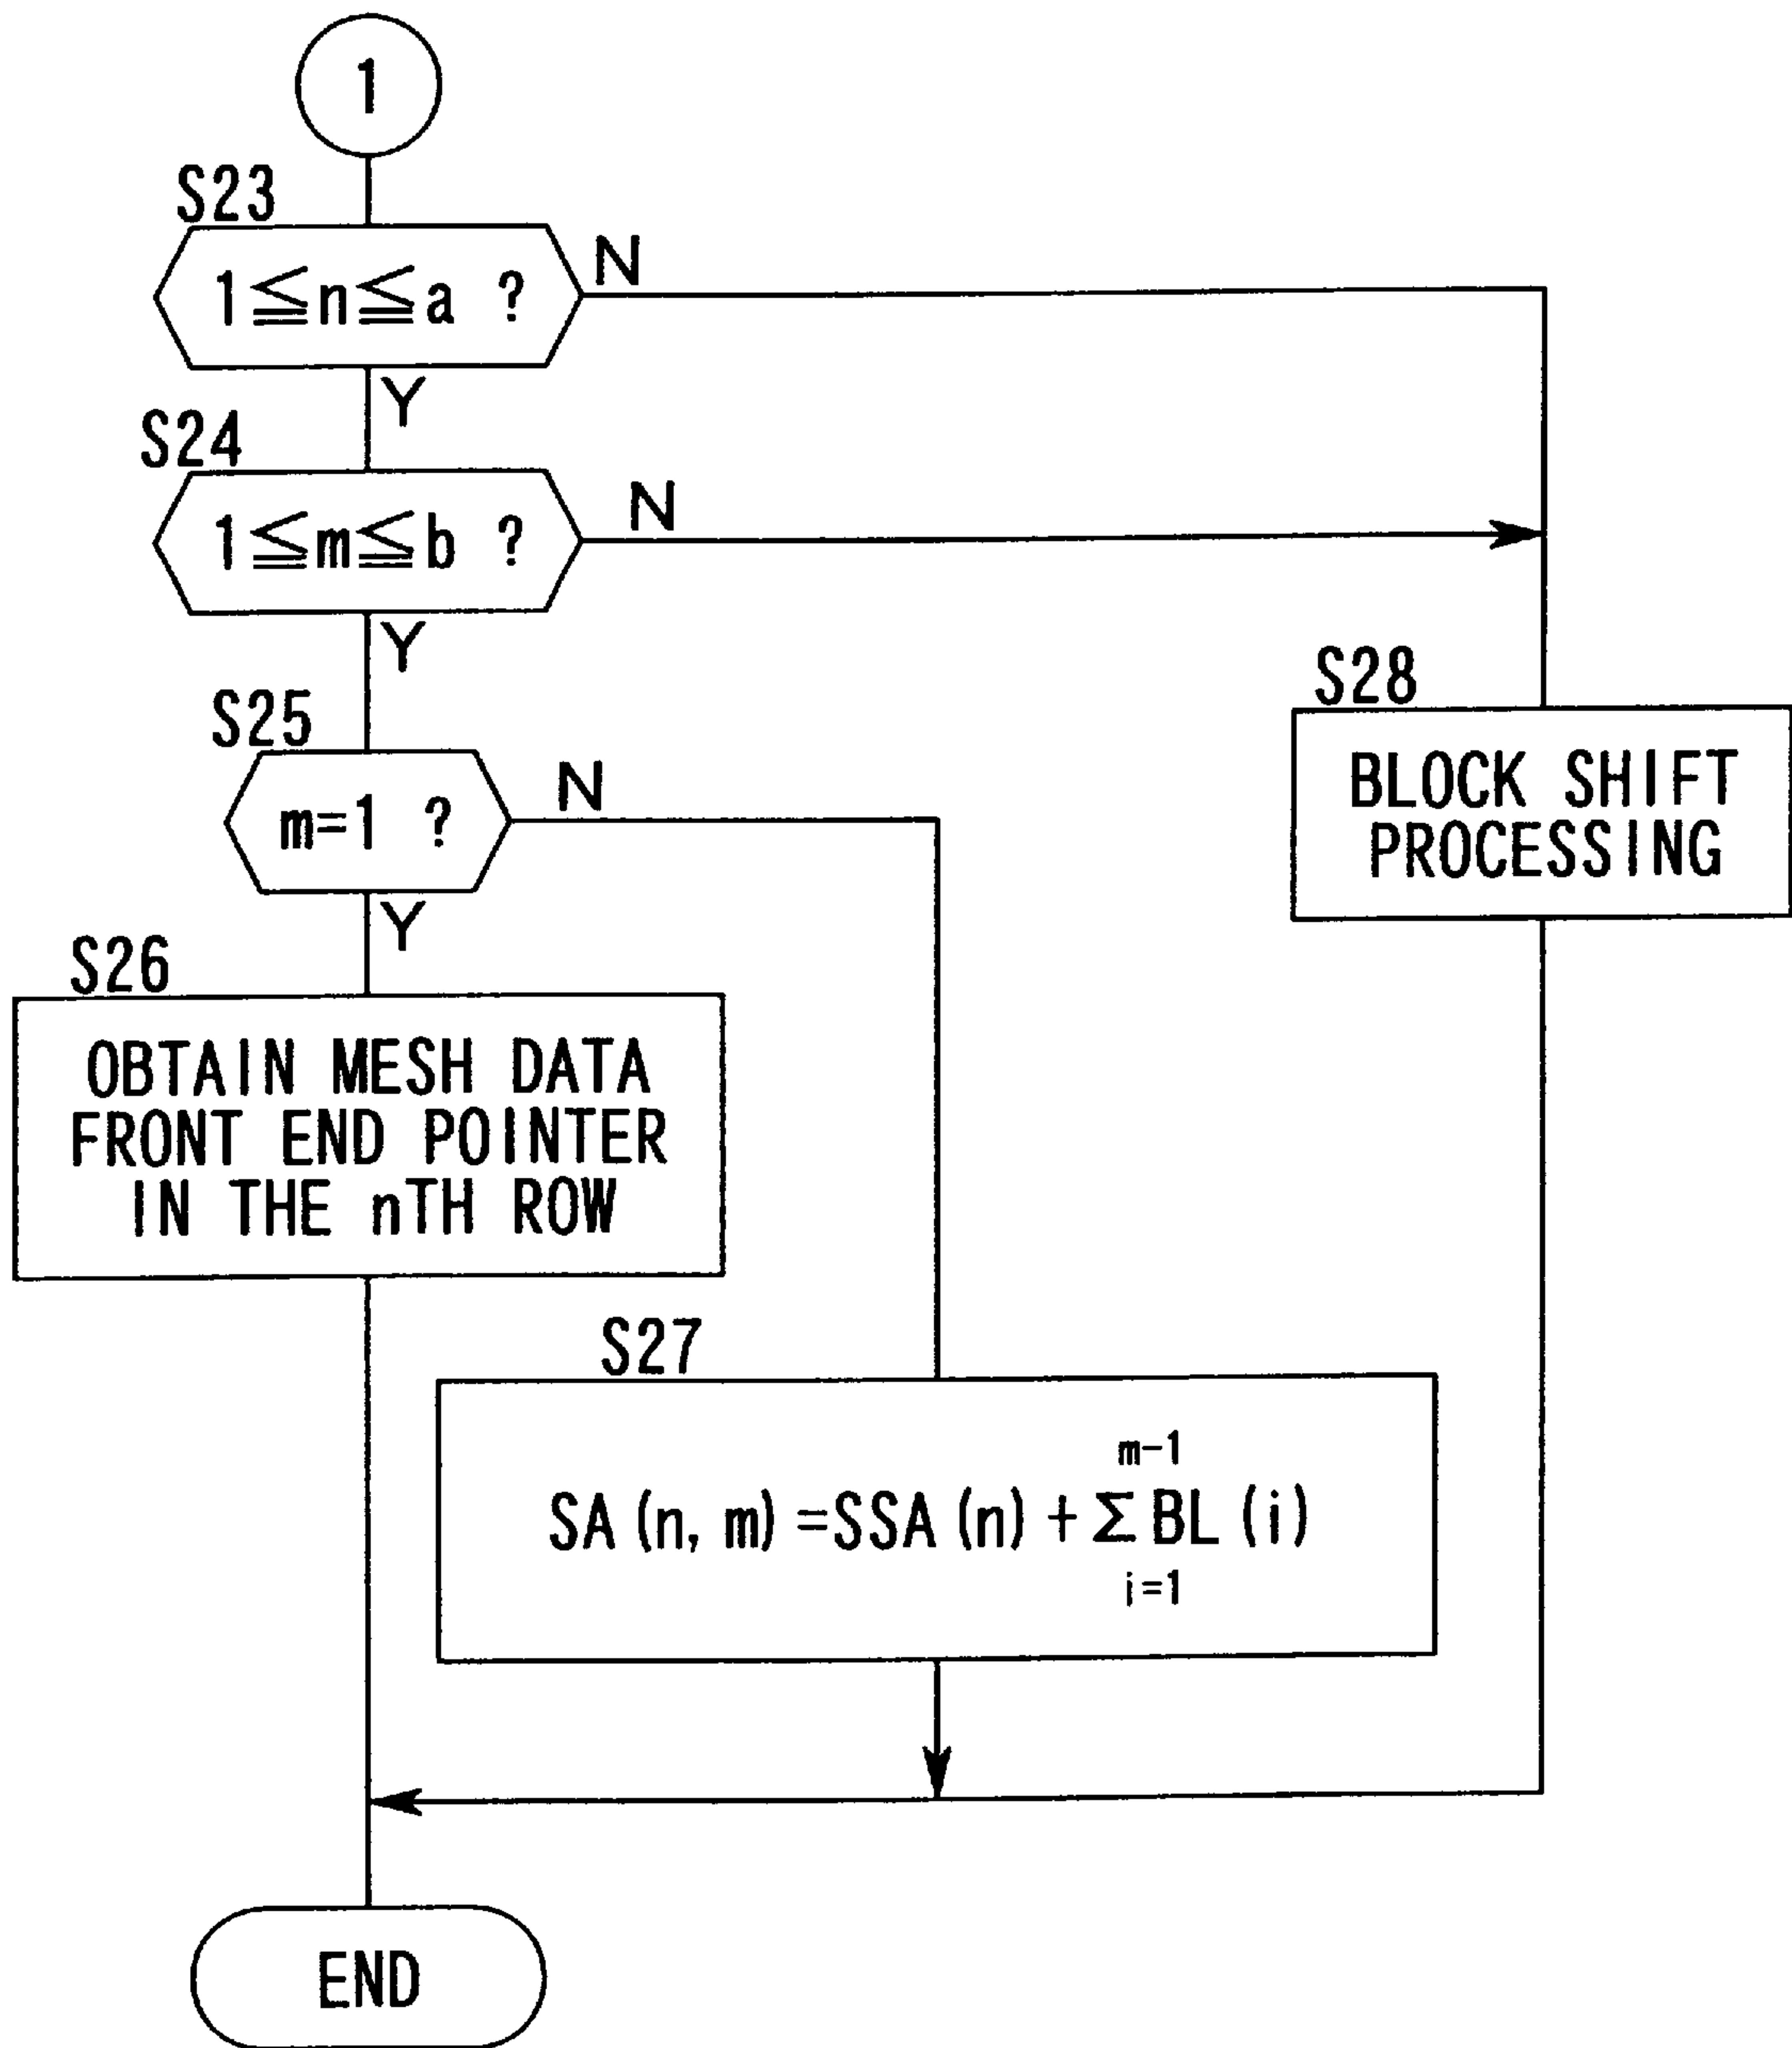 1
S23
1≦n≦a ?
N
Y
S24
1≦m≦b ?
N
Y
S28
BLOCK SHIFT
PROCESSING
S25
m=1 ?
N
Y
S26
OBTAIN MESH DATA
FRONT END POINTER
IN THE nTH ROW
S27
m-1
SA(n, m)=SSA(n)+Σ BL(i)
i=1
END